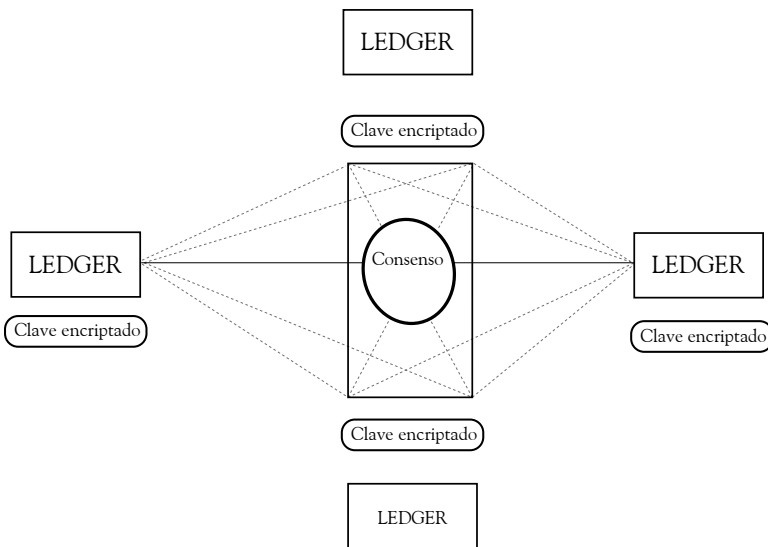 LEDGER
Clave encriptado
Consenso
LEDGER
LEDGER
Clave encriptado
Clave encriptado
Clave encriptado
LEDGER